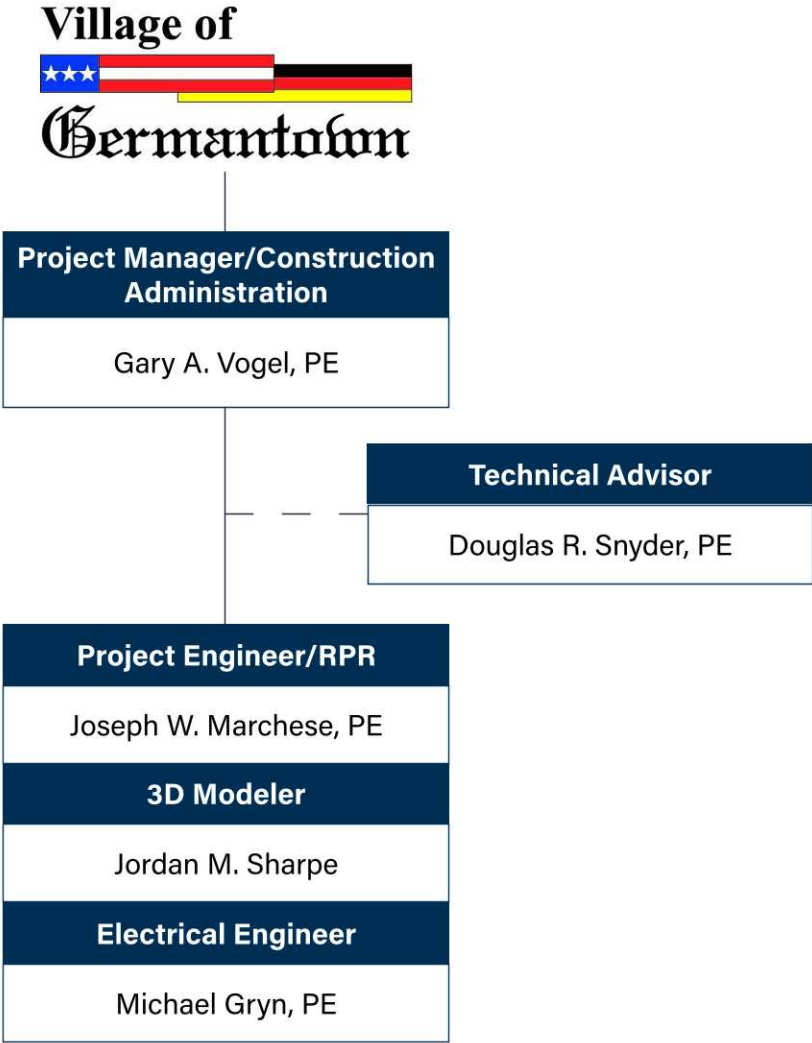 Village of
Germantown
Project Manager/Construction
Administration
Gary A. Vogel, PE
Technical Advisor
Douglas R. Snyder, PE
Project Engineer/RPR
Joseph W. Marchese, PE
3D Modeler
Jordan M. Sharpe
Electrical Engineer
Michael Gryn, PE